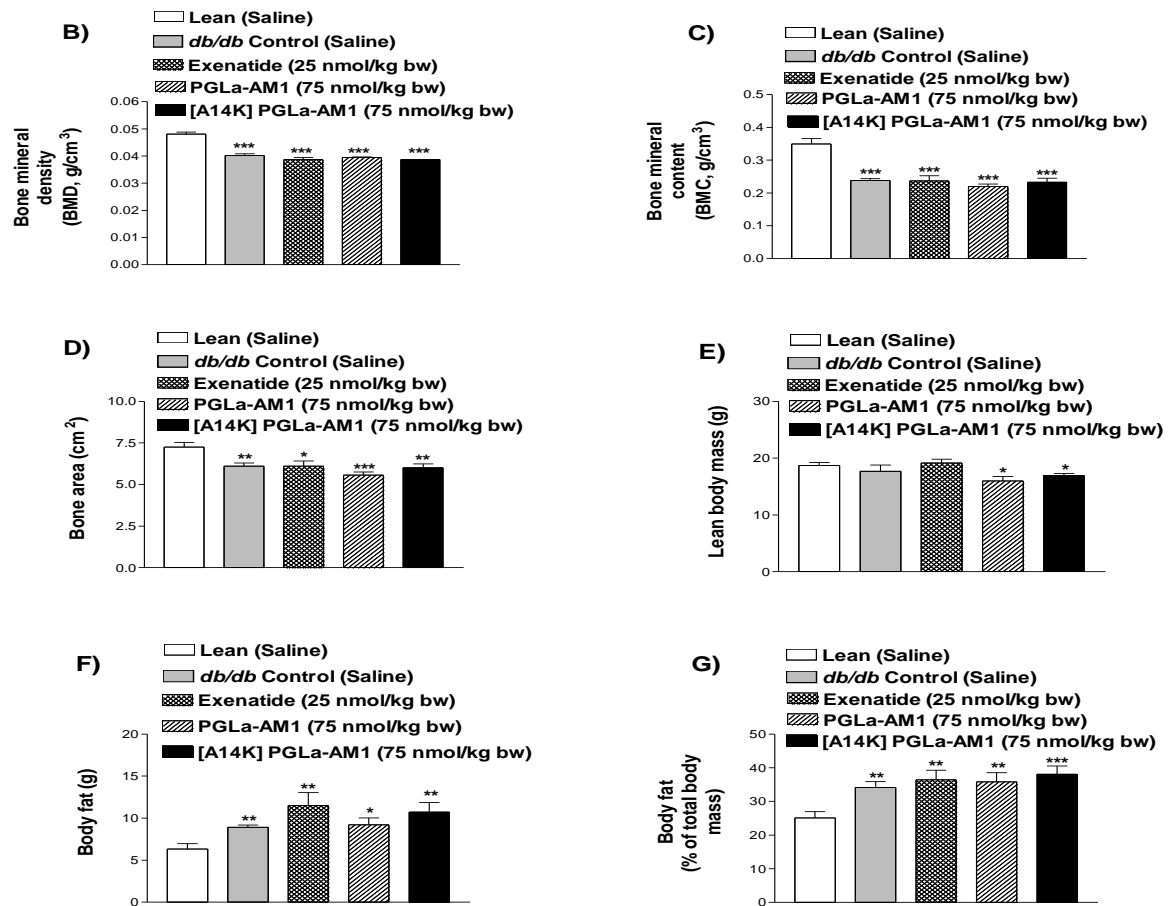 B)
Lean (Saline)
db/db Control (Saline)
Exenatide (25 nmol/kg bw)
PGLa-AM1 (75 nmol/kg bw)
[A14K] PGLa-AM1 (75 nmol/kg bw)
Bone mineral
density
(BMD, g/cm³)
0.06
0.05
0.04
0.03
0.02
0.01
0.00
*** *** *** ***
C)
Lean (Saline)
db/db Control (Saline)
Exenatide (25 nmol/kg bw)
PGLa-AM1 (75 nmol/kg bw)
[A14K] PGLa-AM1 (75 nmol/kg bw)
Bone mineral
content
(BMC, g/cm³)
0.5
0.4
0.3
0.2
0.1
0.0
*** *** *** ***
D)
Lean (Saline)
db/db Control (Saline)
Exenatide (25 nmol/kg bw)
PGLa-AM1 (75 nmol/kg bw)
[A14K] PGLa-AM1 (75 nmol/kg bw)
Bone area (cm²)
10.0
7.5
5.0
2.5
0.0
** * *** **
E)
Lean (Saline)
db/db Control (Saline)
Exenatide (25 nmol/kg bw)
PGLa-AM1 (75 nmol/kg bw)
[A14K] PGLa-AM1 (75 nmol/kg bw)
Lean body mass (g)
30
20
10
0
* *
F)
Lean (Saline)
db/db Control (Saline)
Exenatide (25 nmol/kg bw)
PGLa-AM1 (75 nmol/kg bw)
[A14K] PGLa-AM1 (75 nmol/kg bw)
Body fat (g)
20
15
10
5
0
** ** * **
G)
Lean (Saline)
db/db Control (Saline)
Exenatide (25 nmol/kg bw)
PGLa-AM1 (75 nmol/kg bw)
[A14K] PGLa-AM1 (75 nmol/kg bw)
Body fat
(% of total body
mass)
50
40
30
20
10
0
** ** ** ***